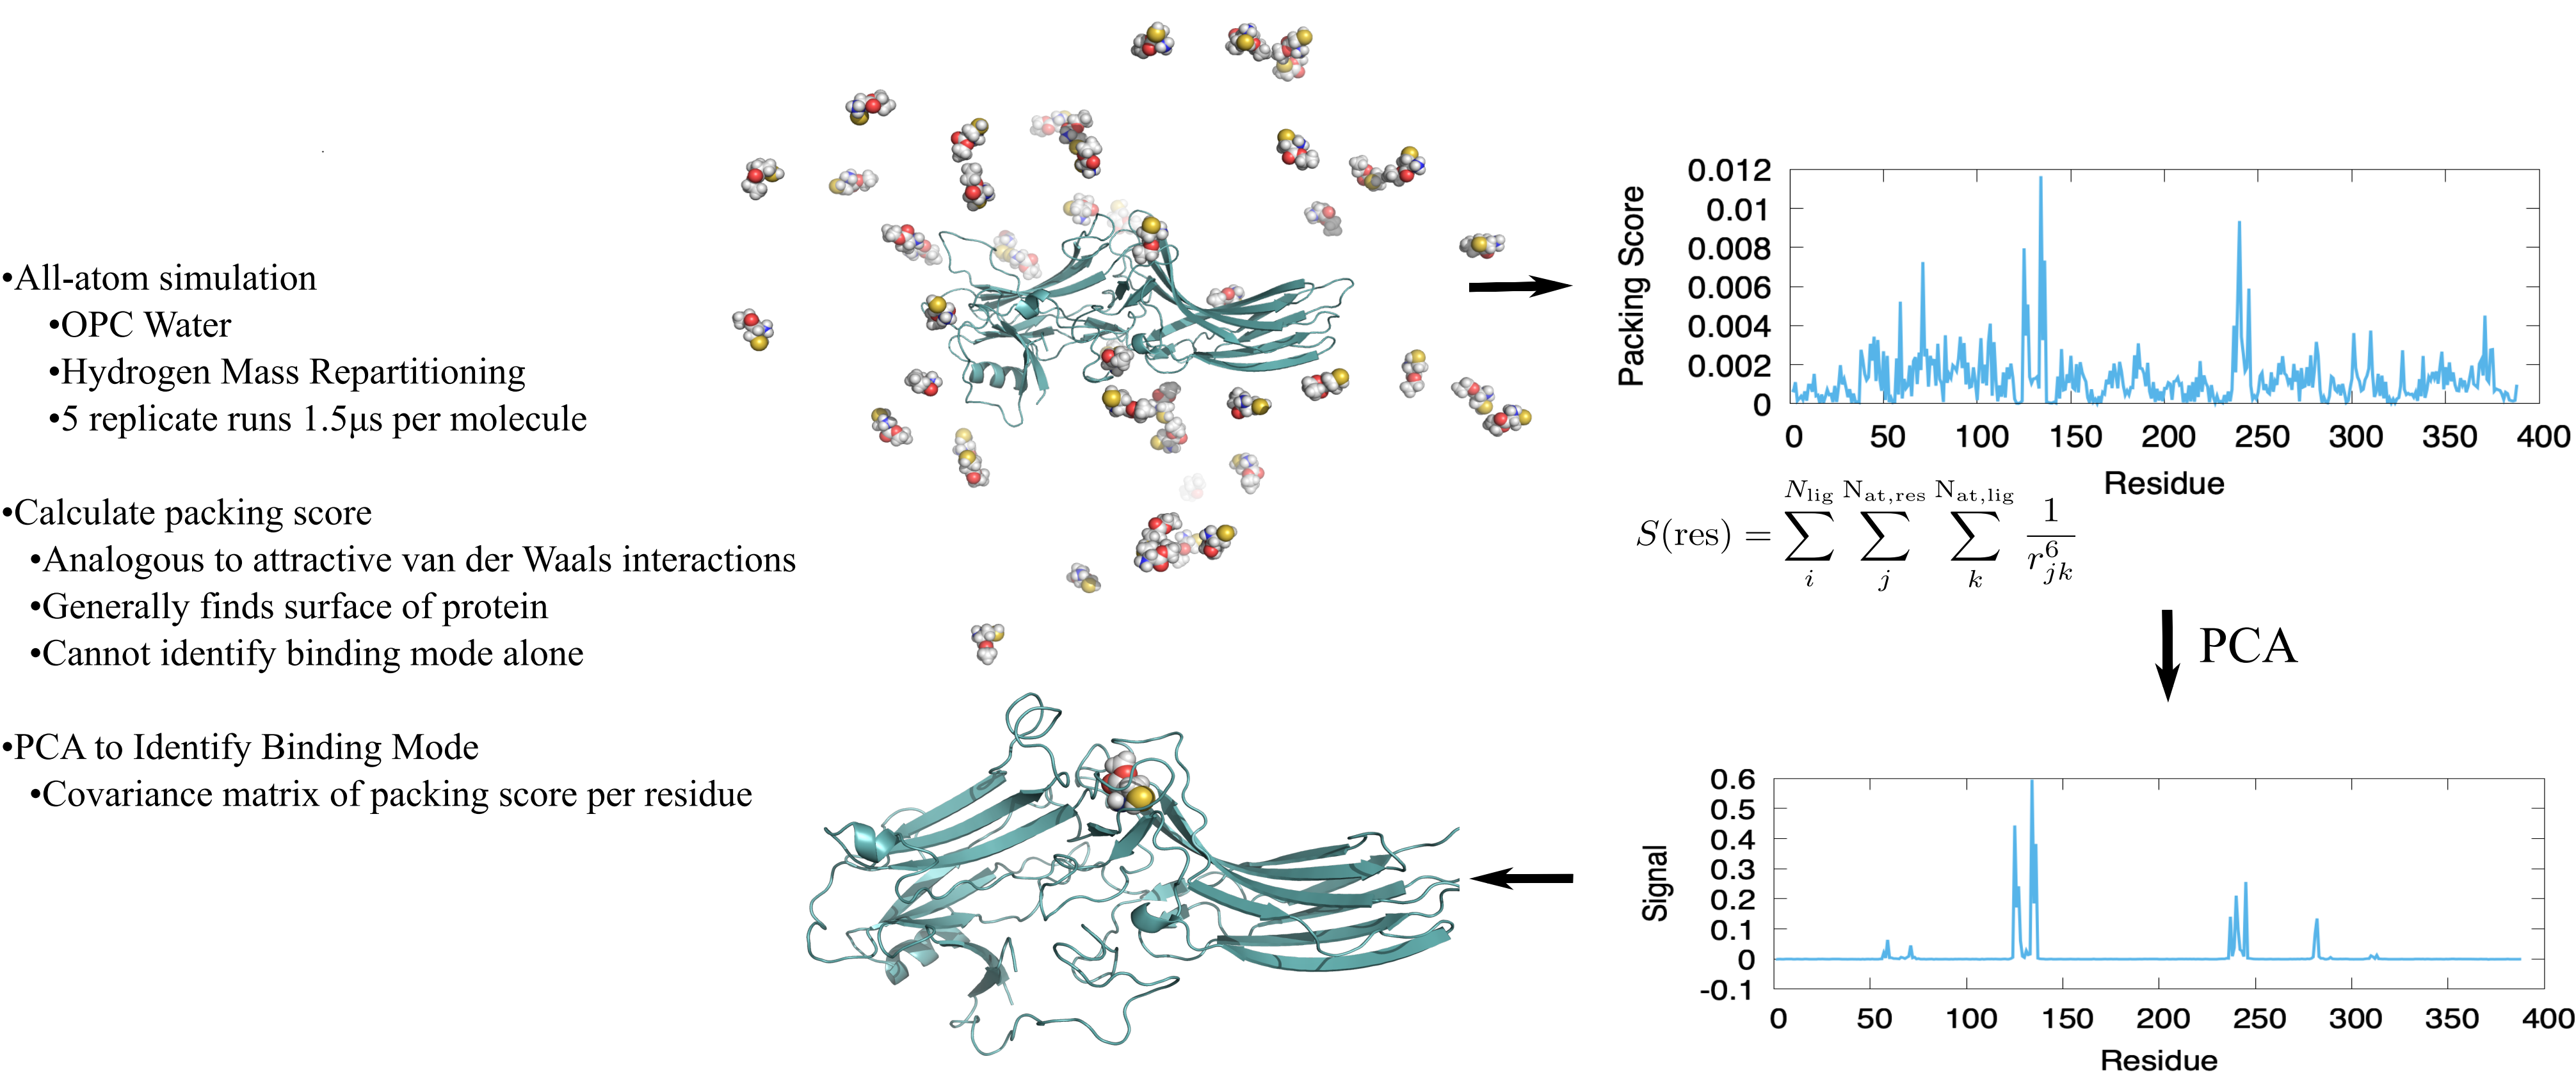 •All-atom simulation
•OPC Water
•Hydrogen Mass Repartitioning
•5 replicate runs 1.5μs per molecule
•Calculate packing score
•Analogous to attractive van der Waals interactions
•Generally finds surface of protein
•Cannot identify binding mode alone
•PCA to Identify Binding Mode
•Covariance matrix of packing score per residue
Packing Score
0.012
0.01
0.008
0.006
0.004
0.002
0
0 50 100 150 200 250 300 350 400
Residue
S(res) = ∑_i^{N_lig} ∑_j^{N_at,res} ∑_k^{N_at,lig} 1/r_{jk}^6
PCA
Signal
0.6
0.5
0.4
0.3
0.2
0.1
0
-0.1
0 50 100 150 200 250 300 350 400
Residue